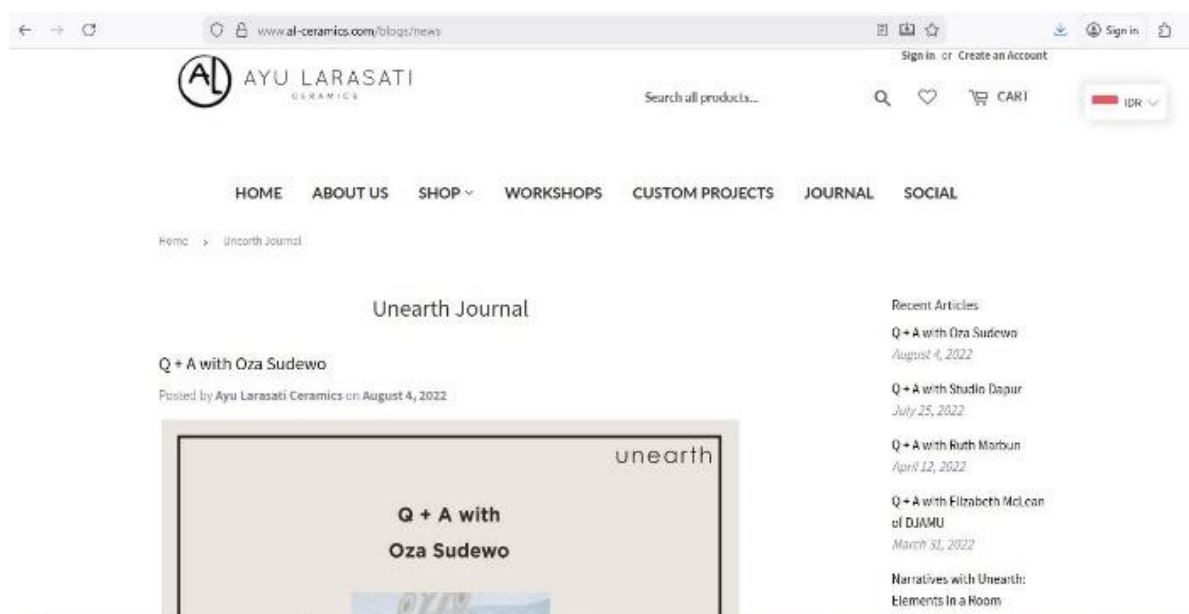 www.al-ceramics.com/blogs/news
Sign in
Sign in or Create an Account
AL AYU LARASATI
CERAMICS
Search all products...
CART
IDR
HOME ABOUT US SHOP WORKSHOPS CUSTOM PROJECTS JOURNAL SOCIAL
Home > Unearth Journal
Unearth Journal
Q + A with Oza Sudewo
Posted by Ayu Larasati Ceramics on August 4, 2022
unearth
Q + A with
Oza Sudewo
Recent Articles
Q + A with Oza Sudewo
August 4, 2022
Q + A with Studio Dapur
July 25, 2022
Q + A with Ruth Marbun
April 12, 2022
Q + A with Elizabeth McLean
of DJAMU
March 31, 2022
Narratives with Unearth:
Elements in a Room